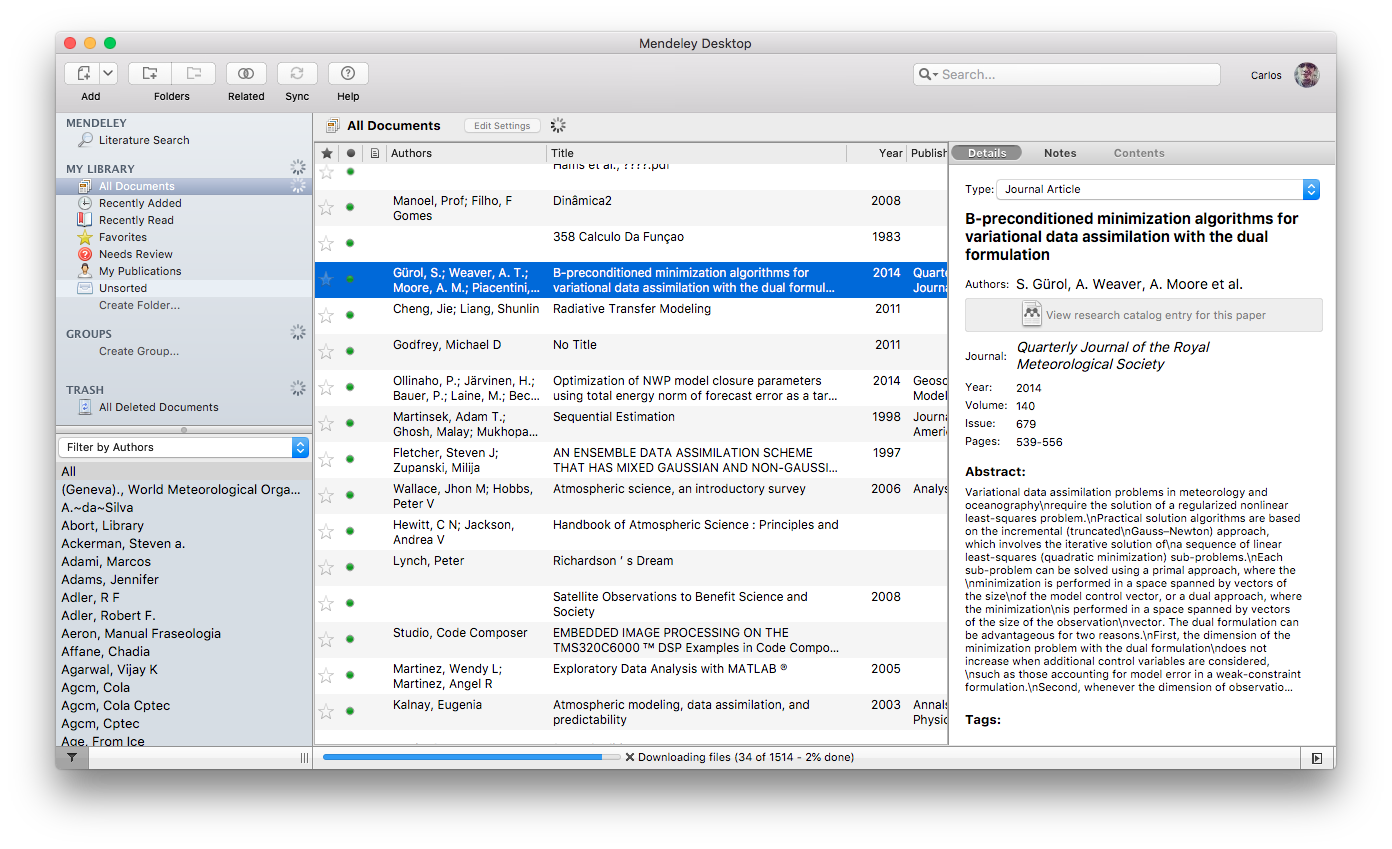 Mendeley Desktop
Add
Folders
Related
Sync
Help
Search...
Carlos
MENDELEY
Literature Search
MY LIBRARY
All Documents
Recently Added
Recently Read
Favorites
Needs Review
My Publications
Unsorted
Create Folder...
GROUPS
Create Group...
TRASH
All Deleted Documents
Filter by Authors
All
(Geneva)., World Meteorological Orga...
A.~da~Silva
Abort, Library
Ackerman, Steven a.
Adami, Marcos
Adams, Jennifer
Adler, R F
Adler, Robert F.
Aeron, Manual Fraseologia
Affane, Chadia
Agarwal, Vijay K
Agcm, Cola
Agcm, Cola Cptec
Agcm, Cptec
Age, From Ice
All Documents
Edit Settings
Authors Title Year Publish
Harris et al., ????.pdf
Manoel, Prof; Filho, F Dinâmica2 2008
Gomes
358 Calculo Da Funçao 1983
Gürol, S.; Weaver, A. T.; B-preconditioned minimization algorithms for 2014 Quarte
Moore, A. M.; Piacentini,... variational data assimilation with the dual formul... Journa
Cheng, Jie; Liang, Shunlin Radiative Transfer Modeling 2011
Godfrey, Michael D No Title 2011
Ollinaho, P.; Järvinen, H.; Optimization of NWP model closure parameters 2014 Geosc
Bauer, P.; Laine, M.; Bec... using total energy norm of forecast error as a tar... Model
Martinsek, Adam T.; Sequential Estimation 1998 Journa
Ghosh, Malay; Mukhopa... Americ
Fletcher, Steven J; AN ENSEMBLE DATA ASSIMILATION SCHEME 1997
Zupanski, Milija THAT HAS MIXED GAUSSIAN AND NON-GAUSSI...
Wallace, Jhon M; Hobbs, Atmospheric science, an introductory survey 2006 Analys
Peter V
Hewitt, C N; Jackson, Handbook of Atmospheric Science : Principles and
Andrea V
Lynch, Peter Richardson ' s Dream
Satellite Observations to Benefit Science and 2008
Society
Studio, Code Composer EMBEDDED IMAGE PROCESSING ON THE
TMS320C6000 ™ DSP Examples in Code Compo...
Martinez, Wendy L; Exploratory Data Analysis with MATLAB ® 2005
Martinez, Angel R
Kalnay, Eugenia Atmospheric modeling, data assimilation, and 2003 Annals
predictability Physic
Details Notes Contents
Type: Journal Article
B-preconditioned minimization algorithms for
variational data assimilation with the dual
formulation
Authors: S. Gürol, A. Weaver, A. Moore et al.
View research catalog entry for this paper
Journal: Quarterly Journal of the Royal
Meteorological Society
Year: 2014
Volume: 140
Issue: 679
Pages: 539-556
Abstract:
Variational data assimilation problems in meteorology and
oceanography\nrequire the solution of a regularized nonlinear
least-squares problem.\nPractical solution algorithms are based
on the incremental (truncated\nGauss–Newton) approach,
which involves the iterative solution of\na sequence of linear
least-squares (quadratic minimization) sub-problems.\nEach
sub-problem can be solved using a primal approach, where the
\nminimization is performed in a space spanned by vectors of
the size\nof the model control vector, or a dual approach, where
the minimization\nis performed in a space spanned by vectors
of the size of the observation\nvector. The dual formulation can
be advantageous for two reasons.\nFirst, the dimension of the
minimization problem with the dual formulation\ndoes not
increase when additional control variables are considered,
\nsuch as those accounting for model error in a weak-constraint
formulation.\nSecond, whenever the dimension of observatio...
Tags:
Downloading files (34 of 1514 - 2% done)